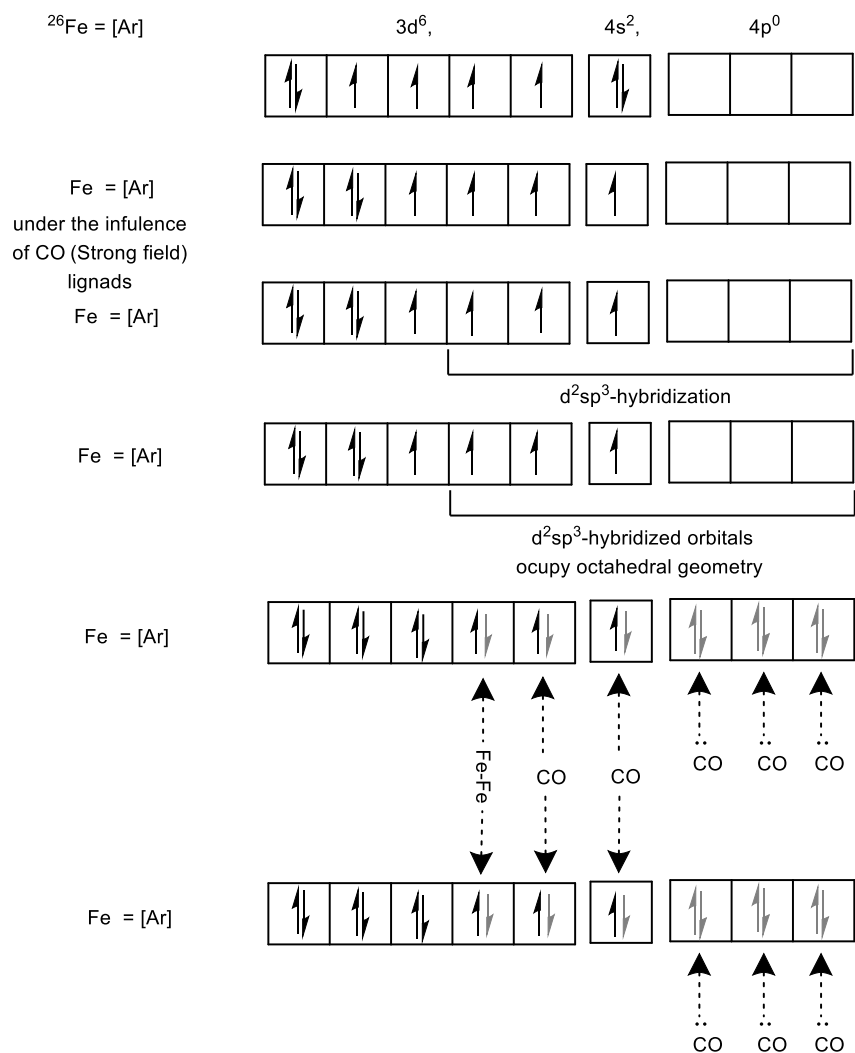 ²⁶Fe = [Ar] 3d⁶, 4s², 4p⁰
Fe = [Ar]
under the infulence
of CO (Strong field)
lignads
Fe = [Ar]
d²sp³-hybridization
Fe = [Ar]
d²sp³-hybridized orbitals
ocupy octahedral geometry
Fe = [Ar]
Fe-Fe
CO
CO
CO
CO
CO
Fe = [Ar]
CO
CO
CO